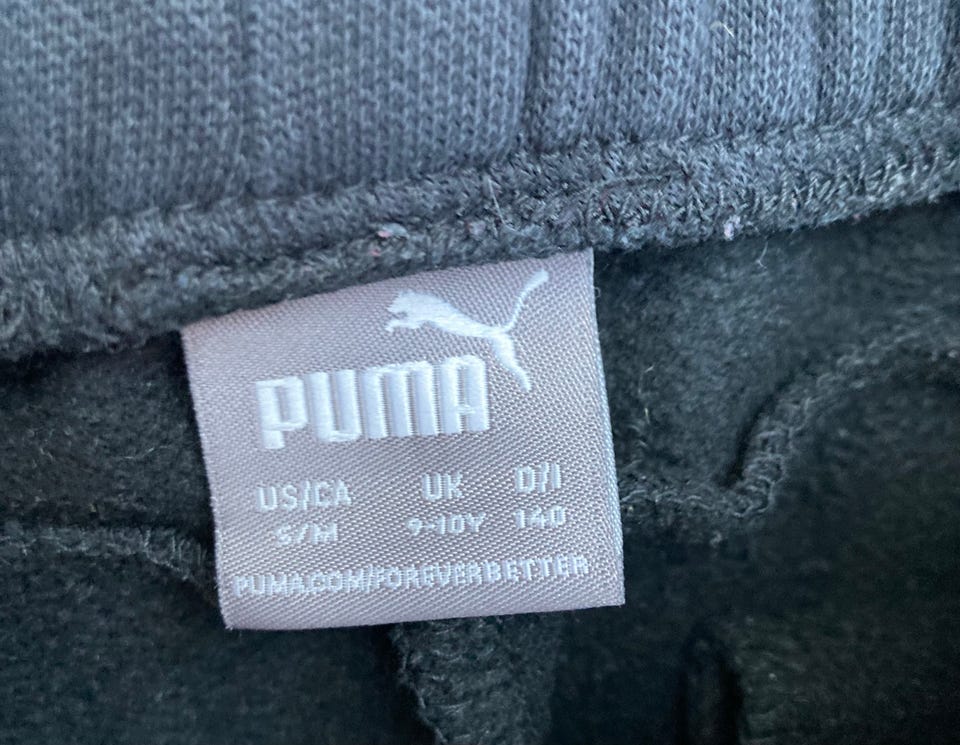 PUMA
US/CA UK D/I
S/M 9-10Y 140
PUMA.COM/FOREVERBETTER